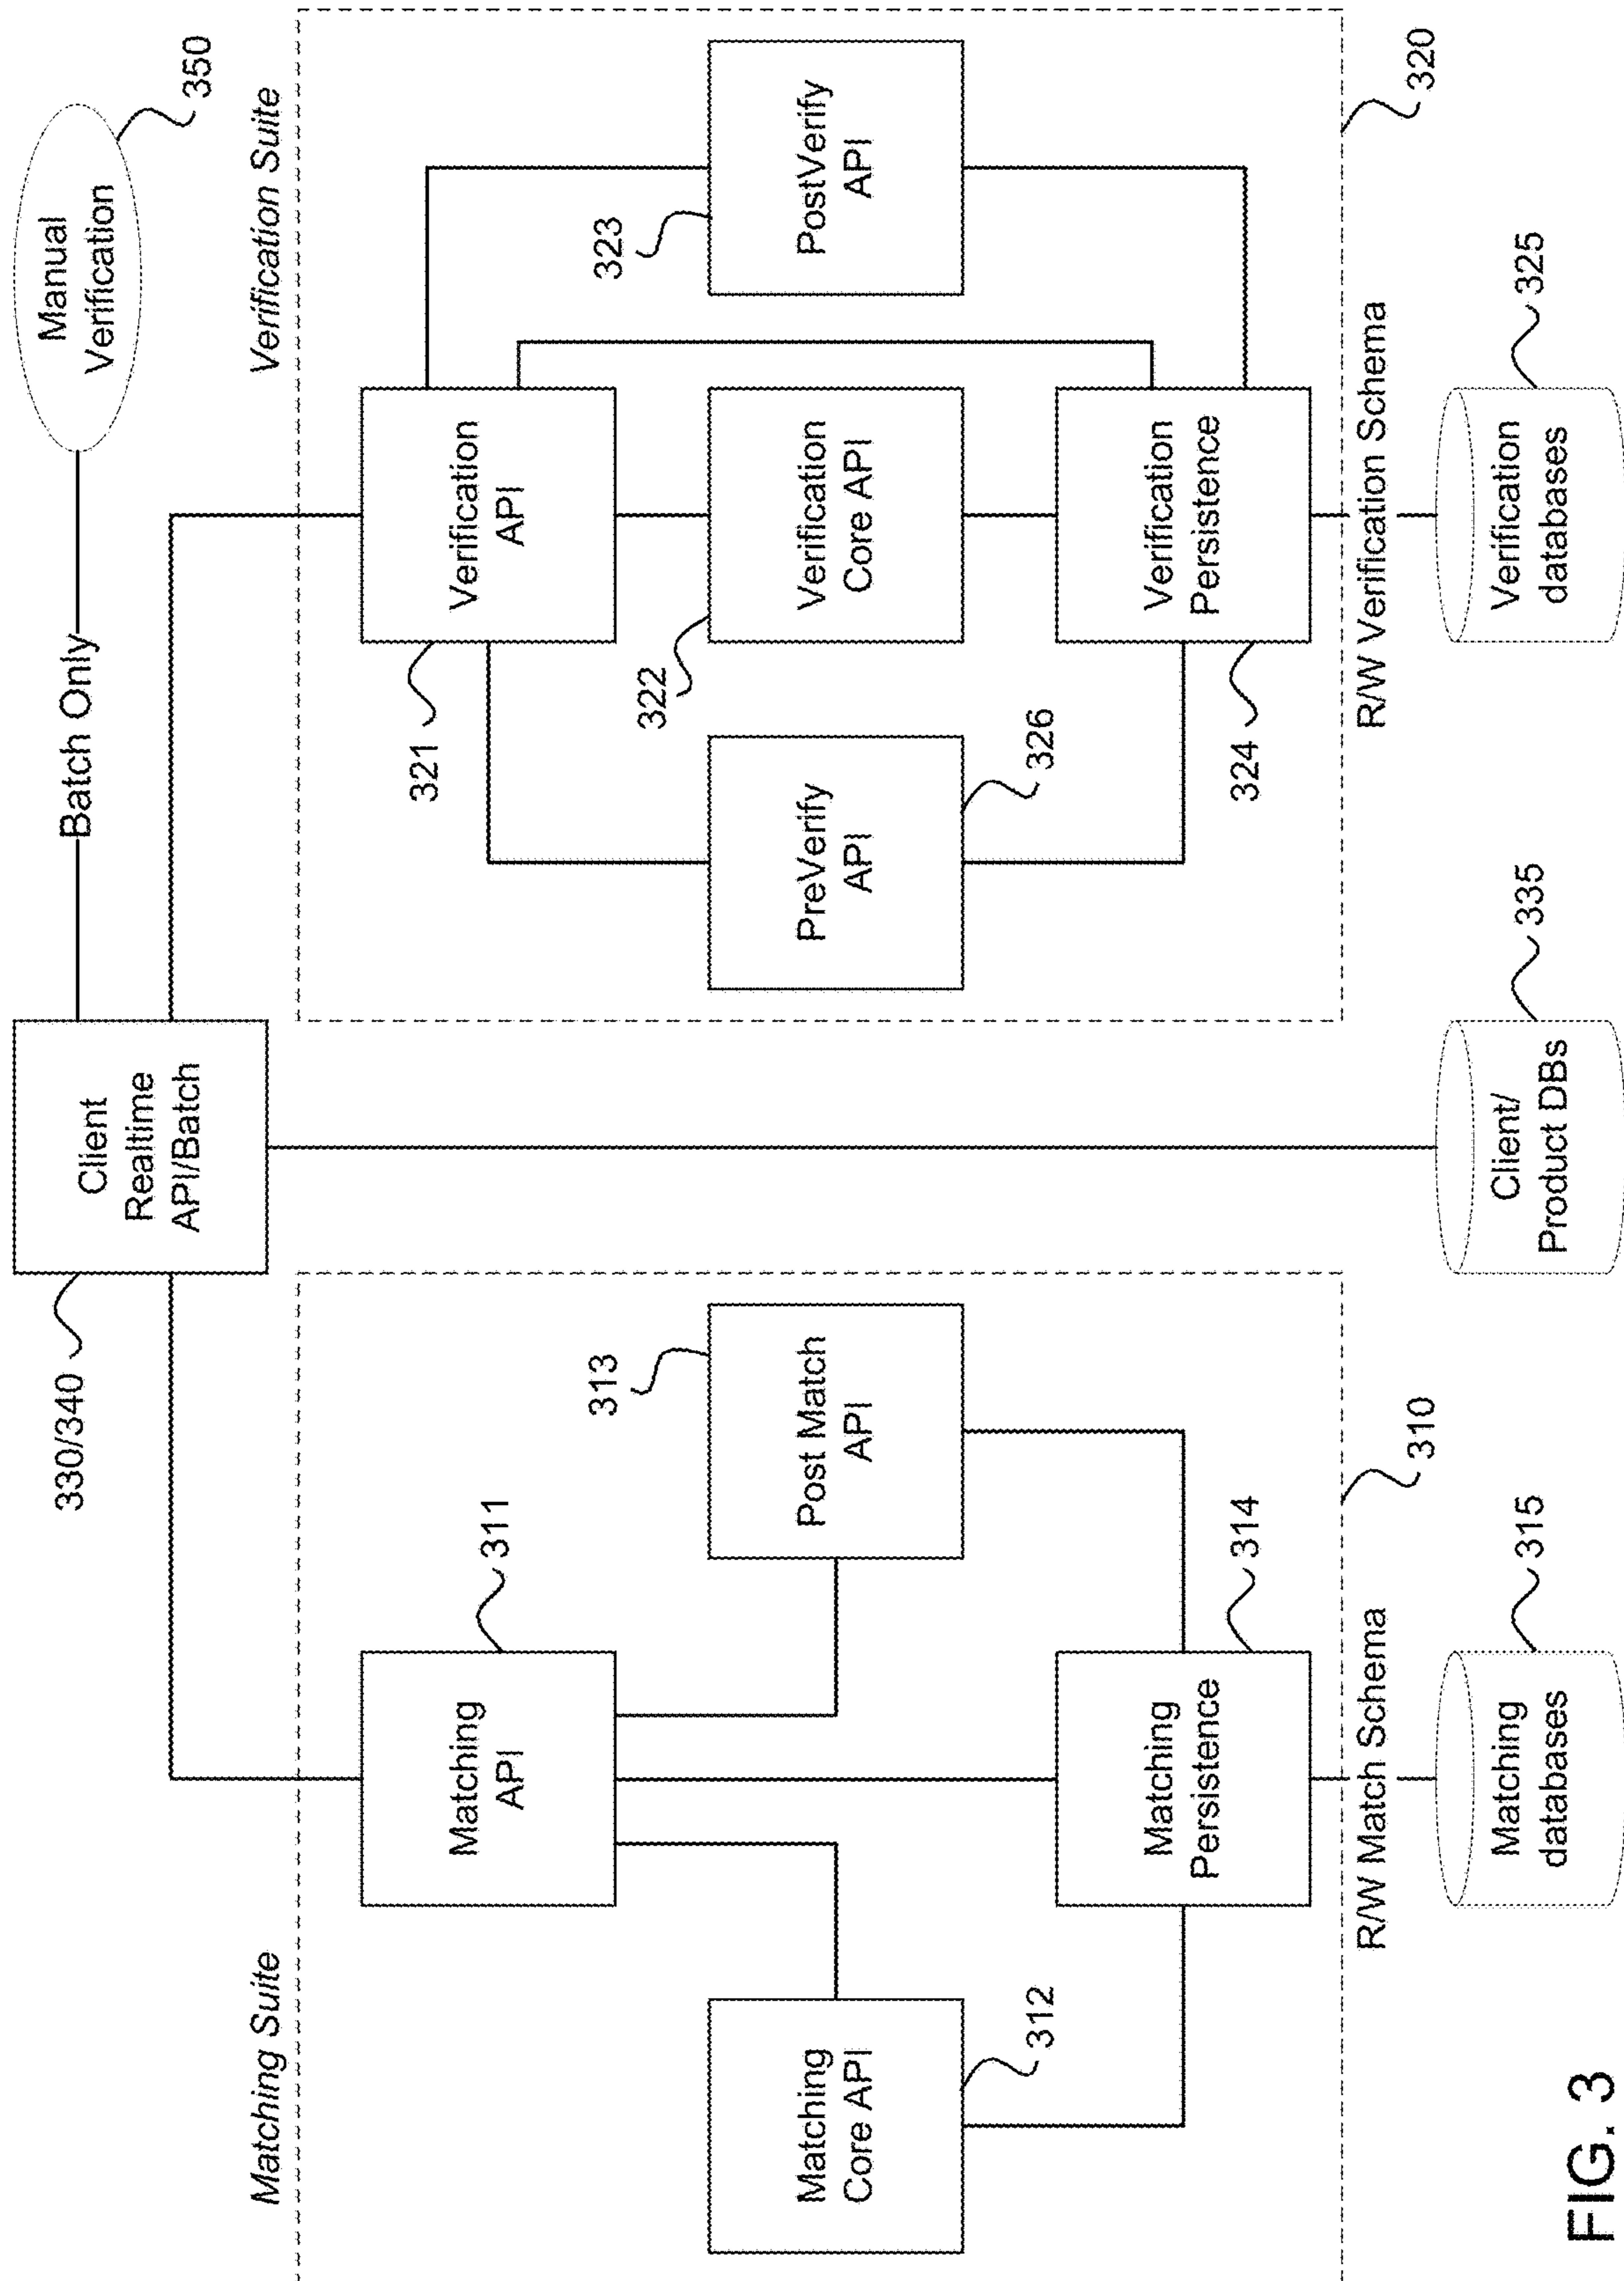 Manual
Verification
350
Batch Only
Client
Realtime
API/Batch
330/340
Matching Suite
Verification Suite
Matching
API
311
Matching
Core API
312
Post Match
API
313
Matching
Persistence
314
310
R/W Match Schema
Matching
databases
315
Client/
Product DBs
335
Verification
API
321
PreVerify
API
326
Verification
Core API
322
PostVerify
API
323
Verification
Persistence
324
320
R/W Verification Schema
Verification
databases
325
FIG. 3